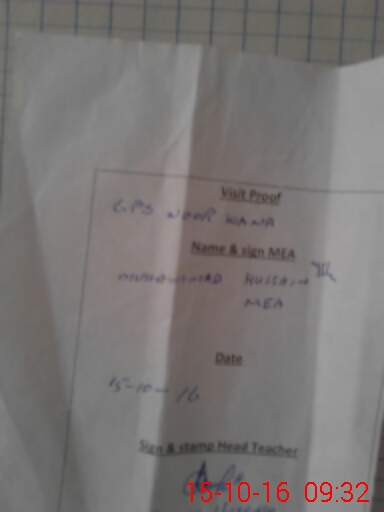 Visit Proof
GPS NOOR WANA
Name & sign MEA
MUHAMMAD HUSSAIN
MEA
Date
15-10-16
Sign & stamp Head Teacher
15-10-16 09:32